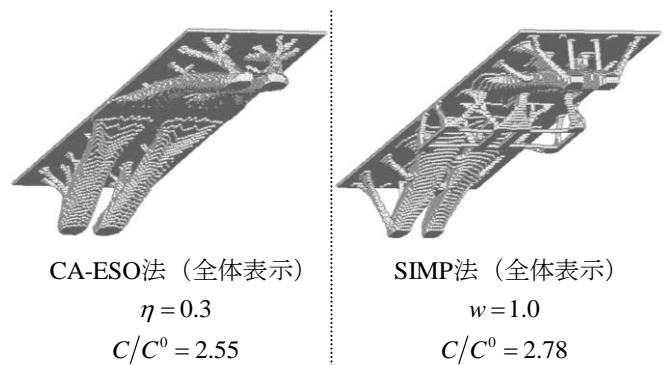 CA-ESO法（全体表示）
η = 0.3
C/C⁰ = 2.55
SIMP法（全体表示）
w = 1.0
C/C⁰ = 2.78